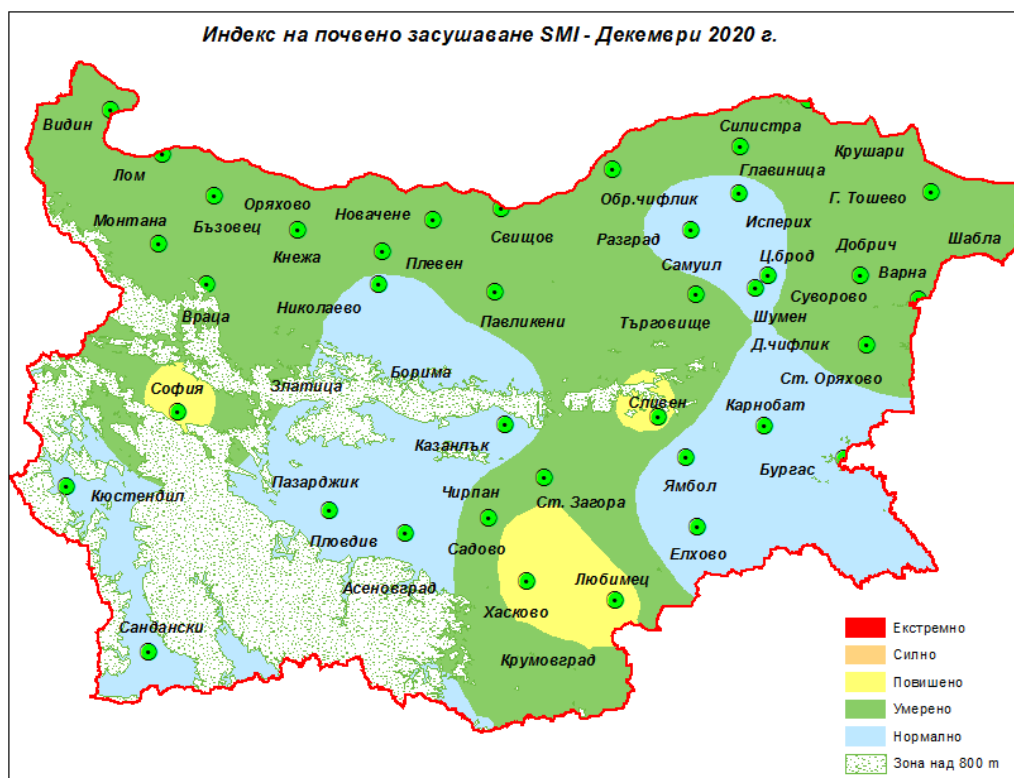 Индекс на почвено засушаване SMI - Декември 2020 г.
Видин
Силистра
Крушари
Лом
Главиница
Обр.чифлик
Г. Тошево
Оряхово
Новачене
Монтана
Бъзовец
Исперих
Свищов
Разград
Шабла
Кнежа
Добрич
Плевен
Самуил
Ц.брод
Варна
Суворово
Николаево
Враца
Павликени
Търговище
Шумен
Д.чифлик
Борима
Ст. Оряхово
Златица
София
Сливен
Карнобат
Казанлък
Бургас
Ямбол
Пазарджик
Чирпан
Кюстендил
Ст. Загора
Пловдив
Садово
Елхово
Асеновград
Любимец
Хасково
Сандански
Крумовград
Екстремно
Силно
Повишено
Умерено
Нормално
Зона над 800 m